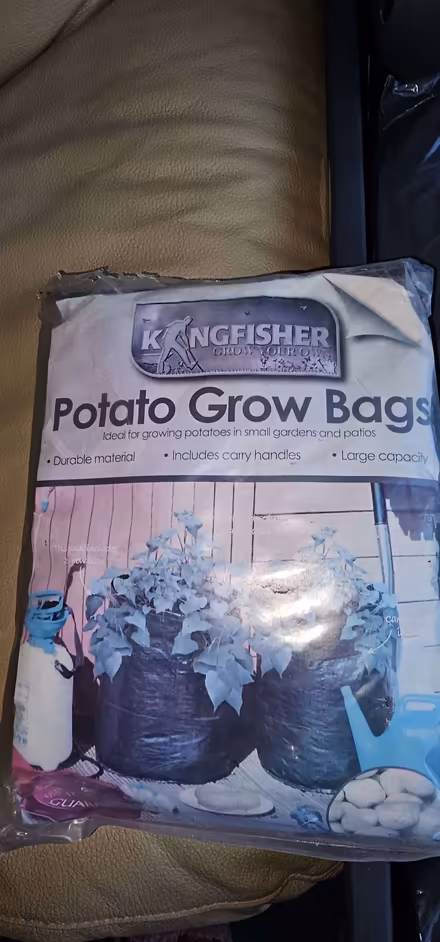 KINGFISHER
GROW YOUR OWN
Potato Grow Bags
Ideal for growing potatoes in small gardens and patios
• Durable material • Includes carry handles • Large capacity